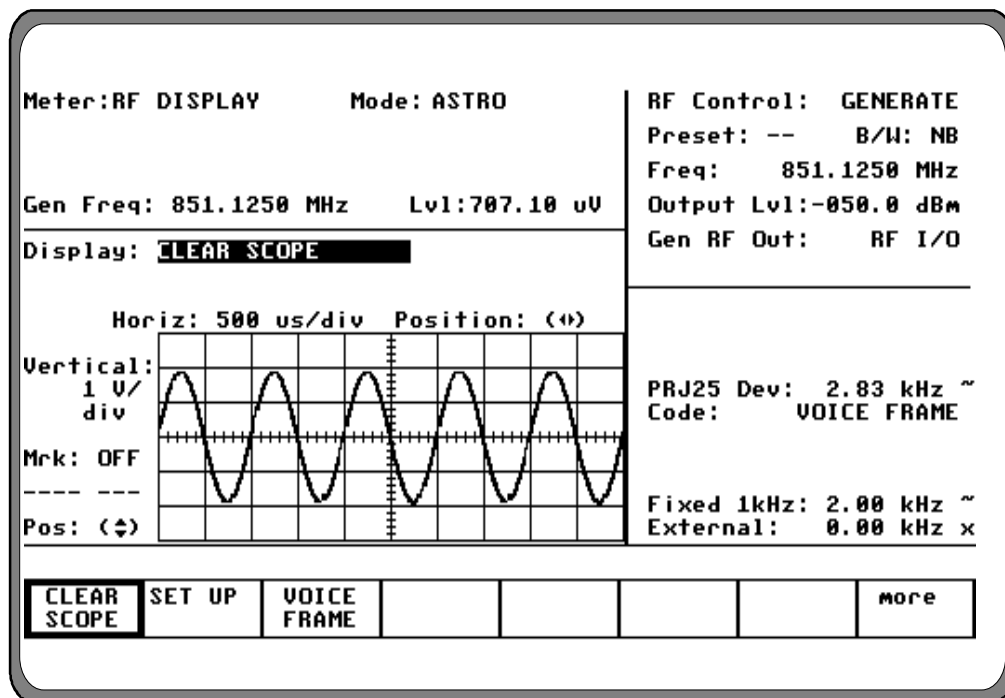 Meter:RF DISPLAY Mode: ASTRO
Gen Freq: 851.1250 MHz Lvl:707.10 uV
RF Control: GENERATE
Preset: -- B/W: NB
Freq: 851.1250 MHz
Output Lvl:-050.0 dBm
Gen RF Out: RF I/O
Display: CLEAR SCOPE
Horiz: 500 us/div Position: (↔)
Vertical:
1 V/
div
Mrk: OFF
---- ---
Pos: (↕)
PRJ25 Dev: 2.83 kHz ~
Code: VOICE FRAME
Fixed 1kHz: 2.00 kHz ~
External: 0.00 kHz x
CLEAR SCOPE
SET UP
VOICE FRAME
more